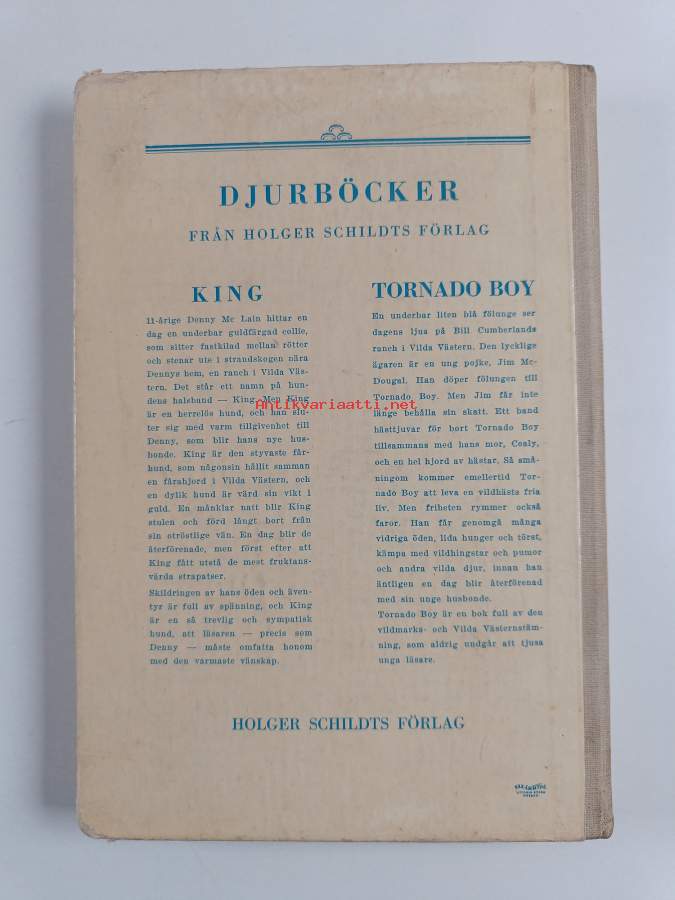 DJURBÖCKER
FRÅN HOLGER SCHILDTS FÖRLAG
KING
11-årige Denny Mc Lain hittar en
dag en underbar guldfärgad collie,
som sitter fastkilad mellan rötter
och stenar ute i strandskogen nära
Dennys hem, en ranch i Vilda Väs-
tern. Det står ett namn på hun-
dens halsband — King. Men King
är en herrelös hund, och han slu-
ter sig med varm tillgivenhet till
Denny, som blir hans nye hus-
bonde. King är den styvaste får-
hund, som någonsin hållit samman
en fårahjord i Vilda Västern, och
en dylik hund är värd sin vikt i
guld. En månklar natt blir King
stulen och förd långt bort från
sin otröstlige vän. En dag blir de
återförenade, men först efter att
King fått utstå de mest fruktans-
värda strapatser.
Skildringen av hans öden och även-
tyr är full av spänning, och King
är en så trevlig och sympatisk
hund, att läsaren — precis som
Denny — måste omfatta honom
med den varmaste vänskap.
TORNADO BOY
En underbar liten blå fölunge ser
dagens ljus på Bill Cumberlands
ranch i Vilda Västern. Den lycklige
ägaren är en ung pojke, Jim Mc-
Dougal. Han döper fölungen till
Tornado Boy. Men Jim får inte
länge behålla sin skatt. Ett band
hästtjuvar för bort Tornado Boy
tillsammans med hans mor, Coaly,
och en hel hjord av hästar. Så små-
ningom kommer emellertid Tor-
nado Boy att leva en vildhästs fria
liv. Men friheten rymmer också
faror. Han får genomgå många
vidriga öden, lida hunger och törst,
kämpa med vildhingstar och pumor
och andra vilda djur, innan han
äntligen en dag blir återförenad
med sin unge husbonde.
Tornado Boy är en bok full av den
vildmarks- och Vilda Västernstäm-
ning, som aldrig undgår att tjusa
unga läsare.
Antikvariaatti.net
HOLGER SCHILDTS FÖRLAG